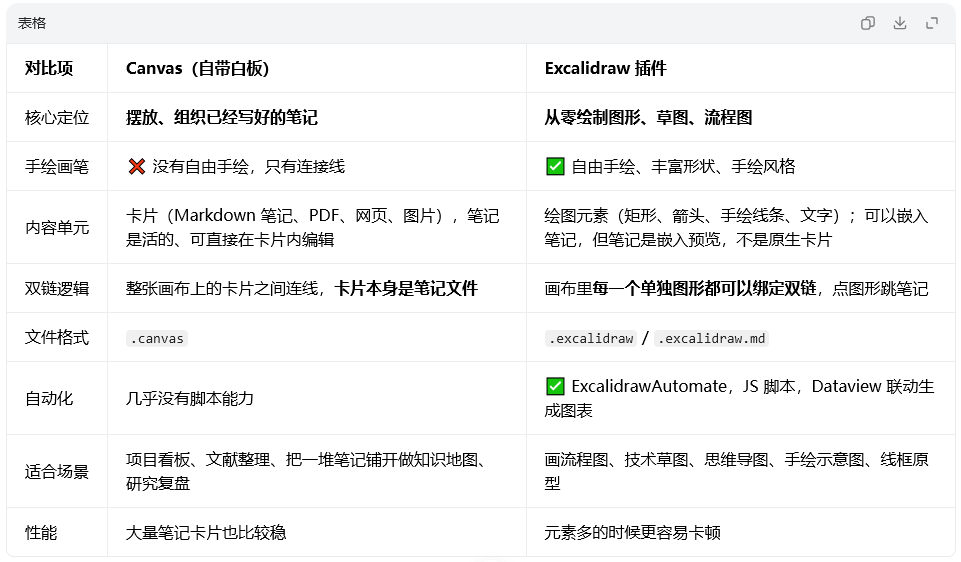 表格
对比项 Canvas（自带白板） Excalidraw 插件
核心定位 摆放、组织已经写好的笔记 从零绘制图形、草图、流程图
手绘画笔 ❌ 没有自由手绘，只有连接线 ✅ 自由手绘、丰富形状、手绘风格
内容单元 卡片（Markdown 笔记、PDF、网页、图片），笔记
是活的、可直接在卡片内编辑
绘图元素（矩形、箭头、手绘线条、文字）；可以嵌入
笔记，但笔记是嵌入预览，不是原生卡片
双链逻辑 整张画布上的卡片之间连线，卡片本身是笔记文件 画布里每一个单独图形都可以绑定双链，点图形跳笔记
文件格式 .canvas .excalidraw / .excalidraw.md
自动化 几乎没有脚本能力 ✅ ExcalidrawAutomate，JS 脚本，Dataview 联动生
成图表
适合场景 项目看板、文献整理、把一堆笔记铺开做知识地图、
研究复盘
画流程图、技术草图、思维导图、手绘示意图、线框原
型
性能 大量笔记卡片也比较稳 元素多的时候更容易卡顿